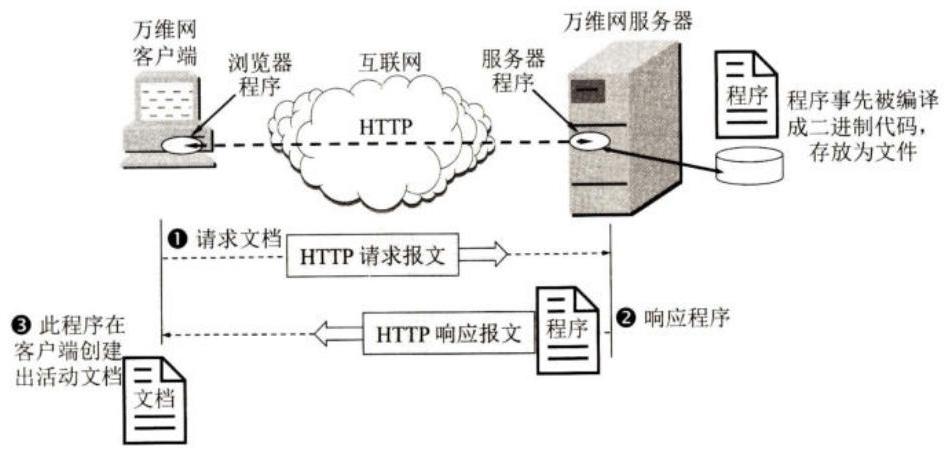 万维网
客户端
浏览器
程序
互联网
HTTP
服务器
程序
万维网服务器
程序
程序事先被编译
成二进制代码,
存放为文件
❶ 请求文档
HTTP 请求报文
HTTP 响应报文
程序
❷ 响应程序
❸ 此程序在
客户端创建
出活动文档
文档